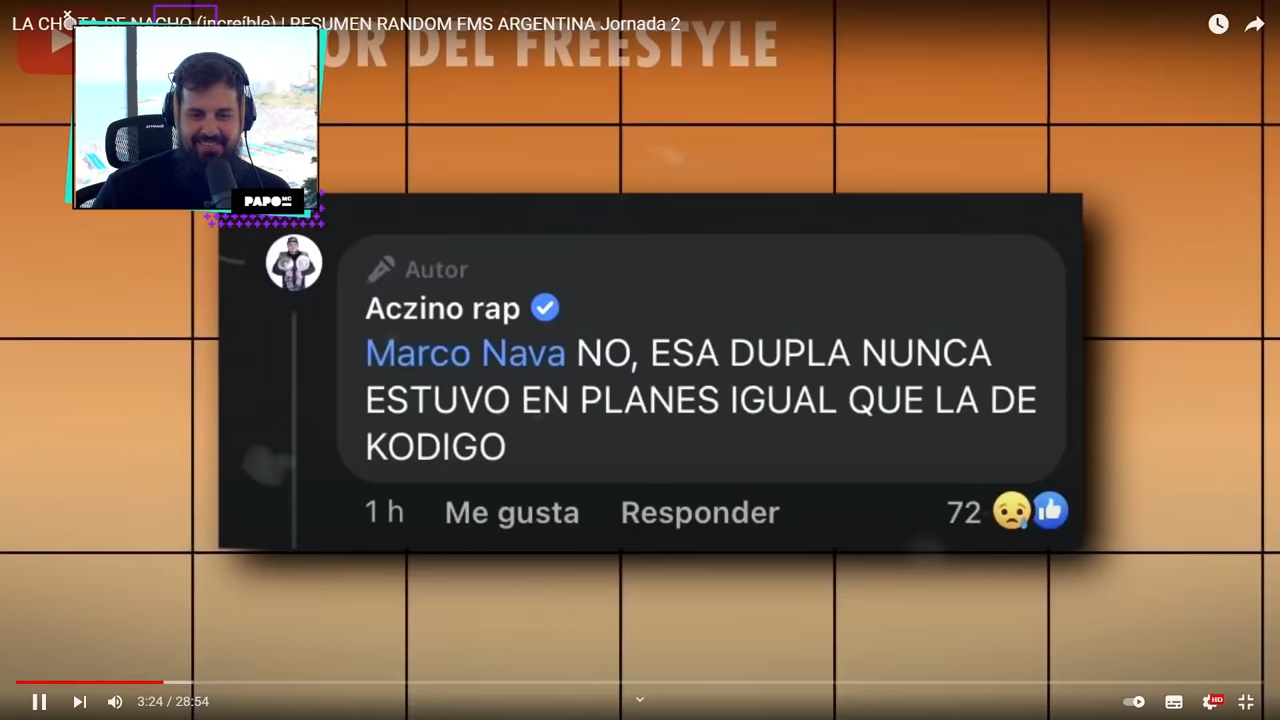 LA CH TA DE NACHO (increíble) | RESUMEN RANDOM FMS ARGENTINA Jornada 2
OR DEL FREESTYLE
PAPO MC
Autor
Aczino rap
Marco Nava NO, ESA DUPLA NUNCA
ESTUVO EN PLANES IGUAL QUE LA DE
KODIGO
1 h Me gusta Responder 72
3:24 / 28:54
HD